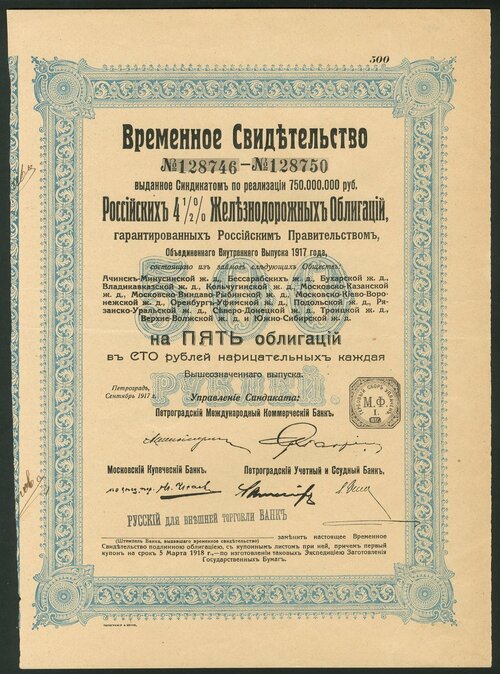 500
Временное Свидѣтельство
№128746–№128750
выданное Синдикатомъ по реализаціи 750.000.000 руб.
Россійскихъ 4½% Желѣзнодорожныхъ Облигацій,
гарантированныхъ Россійскимъ Правительствомъ,
Объединеннаго Внутренняго Выпуска 1917 года,
состоящаго изъ займовъ слѣдующихъ Обществъ:
Ачинскъ-Минусинской ж. д., Бессарабскихъ ж. д., Бухарской ж. д.,
Владикавказской ж. д., Кольчугинской ж. д., Московско-Казанской
ж. д., Московско-Виндаво-Рыбинской ж. д., Московско-Кіево-Воро-
нежской ж. д., Оренбургъ-Уфимской ж. д., Подольской ж. д., Ря-
занско-Уральской ж. д., Сѣверо-Донецкой ж. д., Троицкой ж. д.,
Верхне-Волжской ж. д. и Южно-Сибирской ж. д.
500
на ПЯТЬ облигацій
въ СТО рублей нарицательныхъ каждая
Вышеозначеннаго выпуска.
РУБЛЕЙ.
Петроградъ,
Сентябрь 1917 г.
Управленіе Синдиката:
Петроградскій Международный Коммерческій Банкъ.
М.Ф.
1.
Московскій Купеческій Банкъ.
Петроградскій Учетный и Ссудный Банкъ,
РУССКІЙ ДЛЯ ВНѢШНЕЙ ТОРГОВЛИ БАНКЪ
(Штемпель Банка, выдавшаго временное свидѣтельство)
замѣнить настоящее Временное
Свидѣтельство подлинною облигаціею, съ купоннымъ листомъ при ней, причемъ первый
купонъ на срокъ 5 Марта 1918 г.,—по изготовленіи таковыхъ Экспедиціею Заготовленія
Государственныхъ Бумагъ.